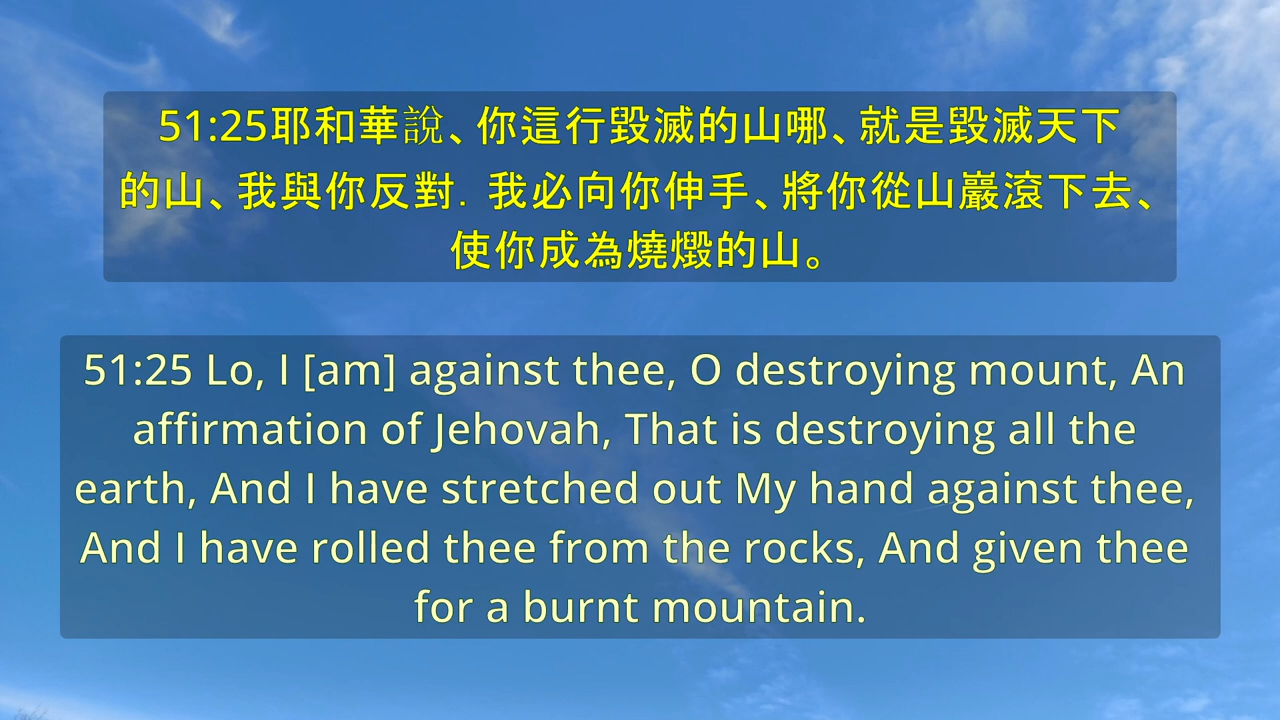 51:25耶和華說、你這行毀滅的山哪、就是毀滅天下
的山、我與你反對．我必向你伸手、將你從山巖滾下去、
使你成為燒燬的山。
51:25 Lo, I [am] against thee, O destroying mount, An
affirmation of Jehovah, That is destroying all the
earth, And I have stretched out My hand against thee,
And I have rolled thee from the rocks, And given thee
for a burnt mountain.